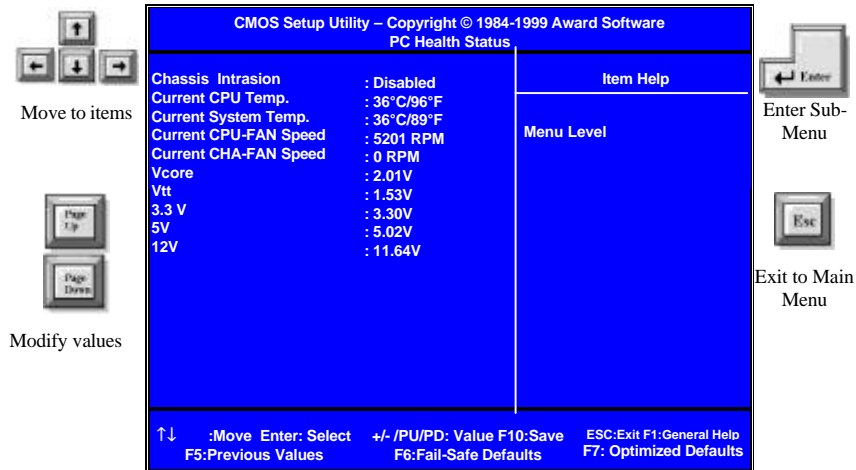 CMOS Setup Utility – Copyright © 1984-1999 Award Software
PC Health Status
Chassis Intrasion : Disabled
Current CPU Temp. : 36°C/96°F
Current System Temp. : 36°C/89°F
Current CPU-FAN Speed : 5201 RPM
Current CHA-FAN Speed : 0 RPM
Vcore : 2.01V
Vtt : 1.53V
3.3 V : 3.30V
5V : 5.02V
12V : 11.64V
Item Help
Menu Level
↑↓ :Move Enter: Select +/- /PU/PD: Value F10:Save ESC:Exit F1:General Help
F5:Previous Values F6:Fail-Safe Defaults F7: Optimized Defaults
↑
← ↓ →
Move to items
Page
Up
Page
Down
Modify values
↵ Enter
Enter Sub-
Menu
Esc
Exit to Main
Menu